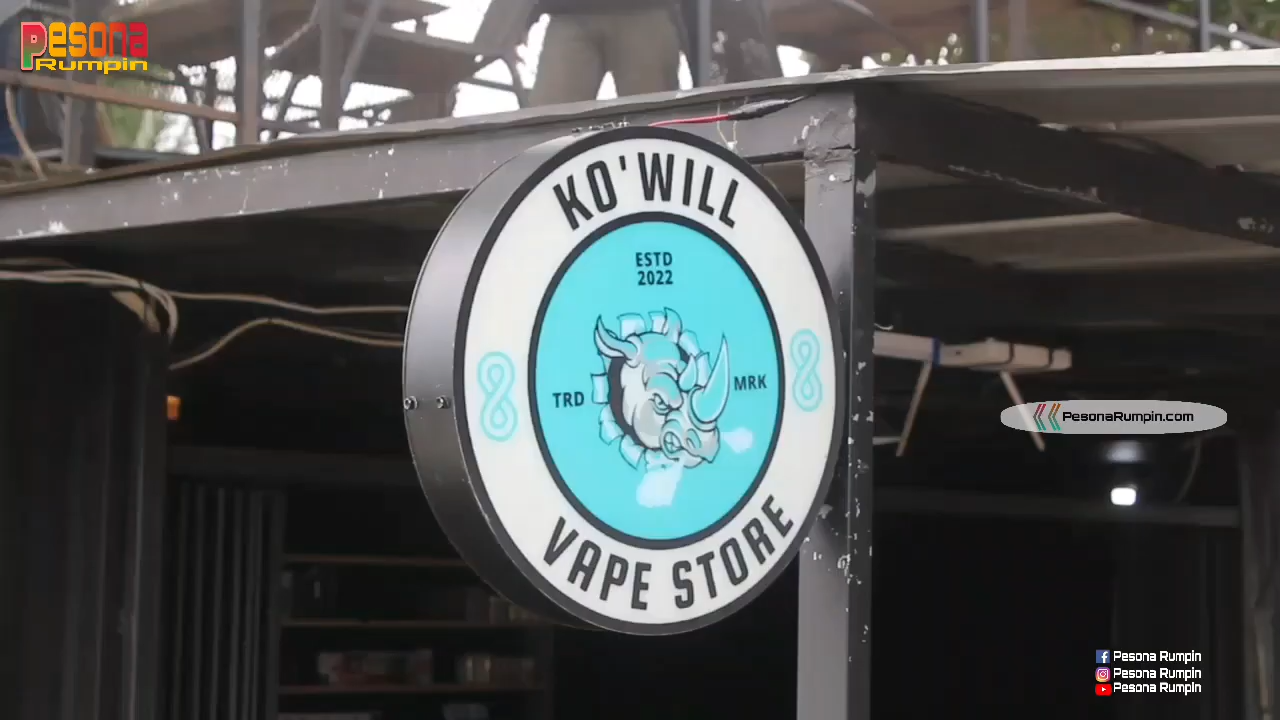 Pesona
Rumpin
KO'WILL
ESTD
2022
TRD
MRK
VAPE STORE
PesonaRumpin.com
Pesona Rumpin
Pesona Rumpin
Pesona Rumpin